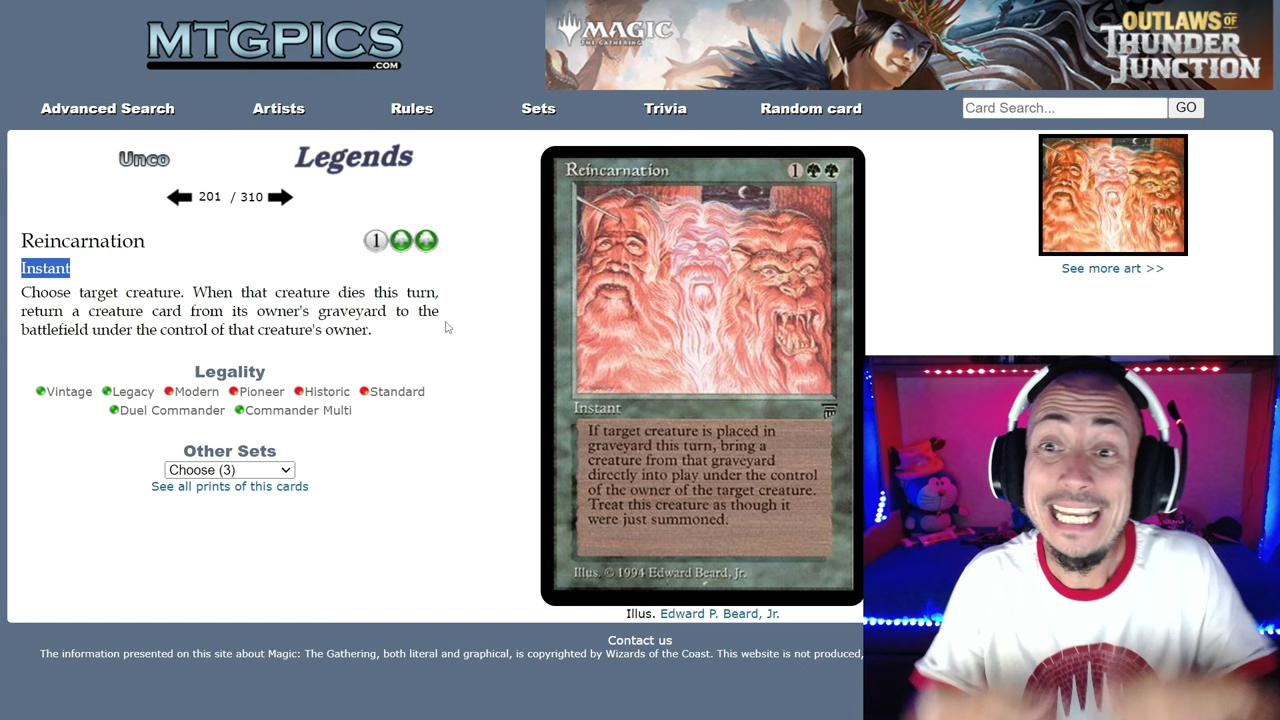 MTGPICS
.COM
MAGIC
THE GATHERING
OUTLAWS OF
THUNDER
JUNCTION
Advanced Search
Artists
Rules
Sets
Trivia
Random card
Card Search...
GO
Unco
Legends
201 / 310
Reincarnation
1
Instant
Choose target creature. When that creature dies this turn,
return a creature card from its owner's graveyard to the
battlefield under the control of that creature's owner.
Legality
Vintage Legacy Modern Pioneer Historic Standard
Duel Commander Commander Multi
Other Sets
Choose (3)
See all prints of this cards
Reincarnation 1
Instant
If target creature is placed in
graveyard this turn, bring a
creature from that graveyard
directly into play under the control
of the owner of the target creature.
Treat this creature as though it
were just summoned.
Illus. © 1994 Edward Beard, Jr.
Illus. Edward P. Beard, Jr.
See more art >>
Contact us
The information presented on this site about Magic: The Gathering, both literal and graphical, is copyrighted by Wizards of the Coast. This website is not produced,